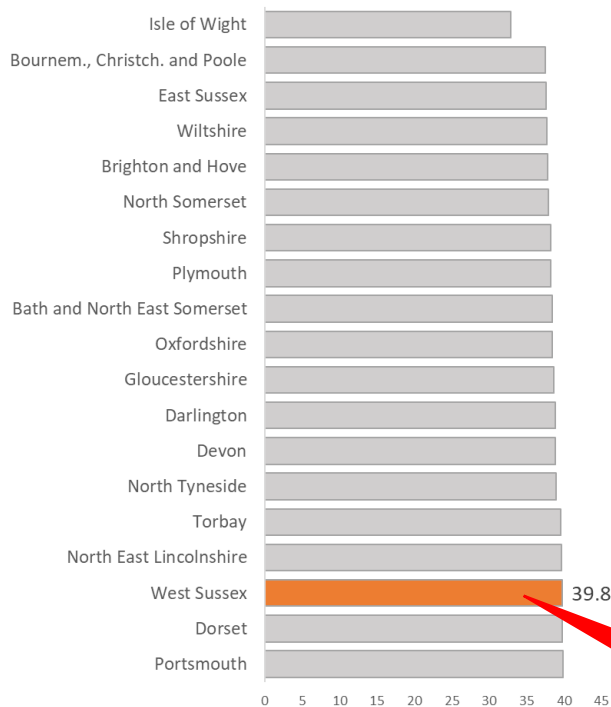 Isle of Wight
Bournem., Christch. and Poole
East Sussex
Wiltshire
Brighton and Hove
North Somerset
Shropshire
Plymouth
Bath and North East Somerset
Oxfordshire
Gloucestershire
Darlington
Devon
North Tyneside
Torbay
North East Lincolnshire
West Sussex 39.8
Dorset
Portsmouth
0 5 10 15 20 25 30 35 40 45